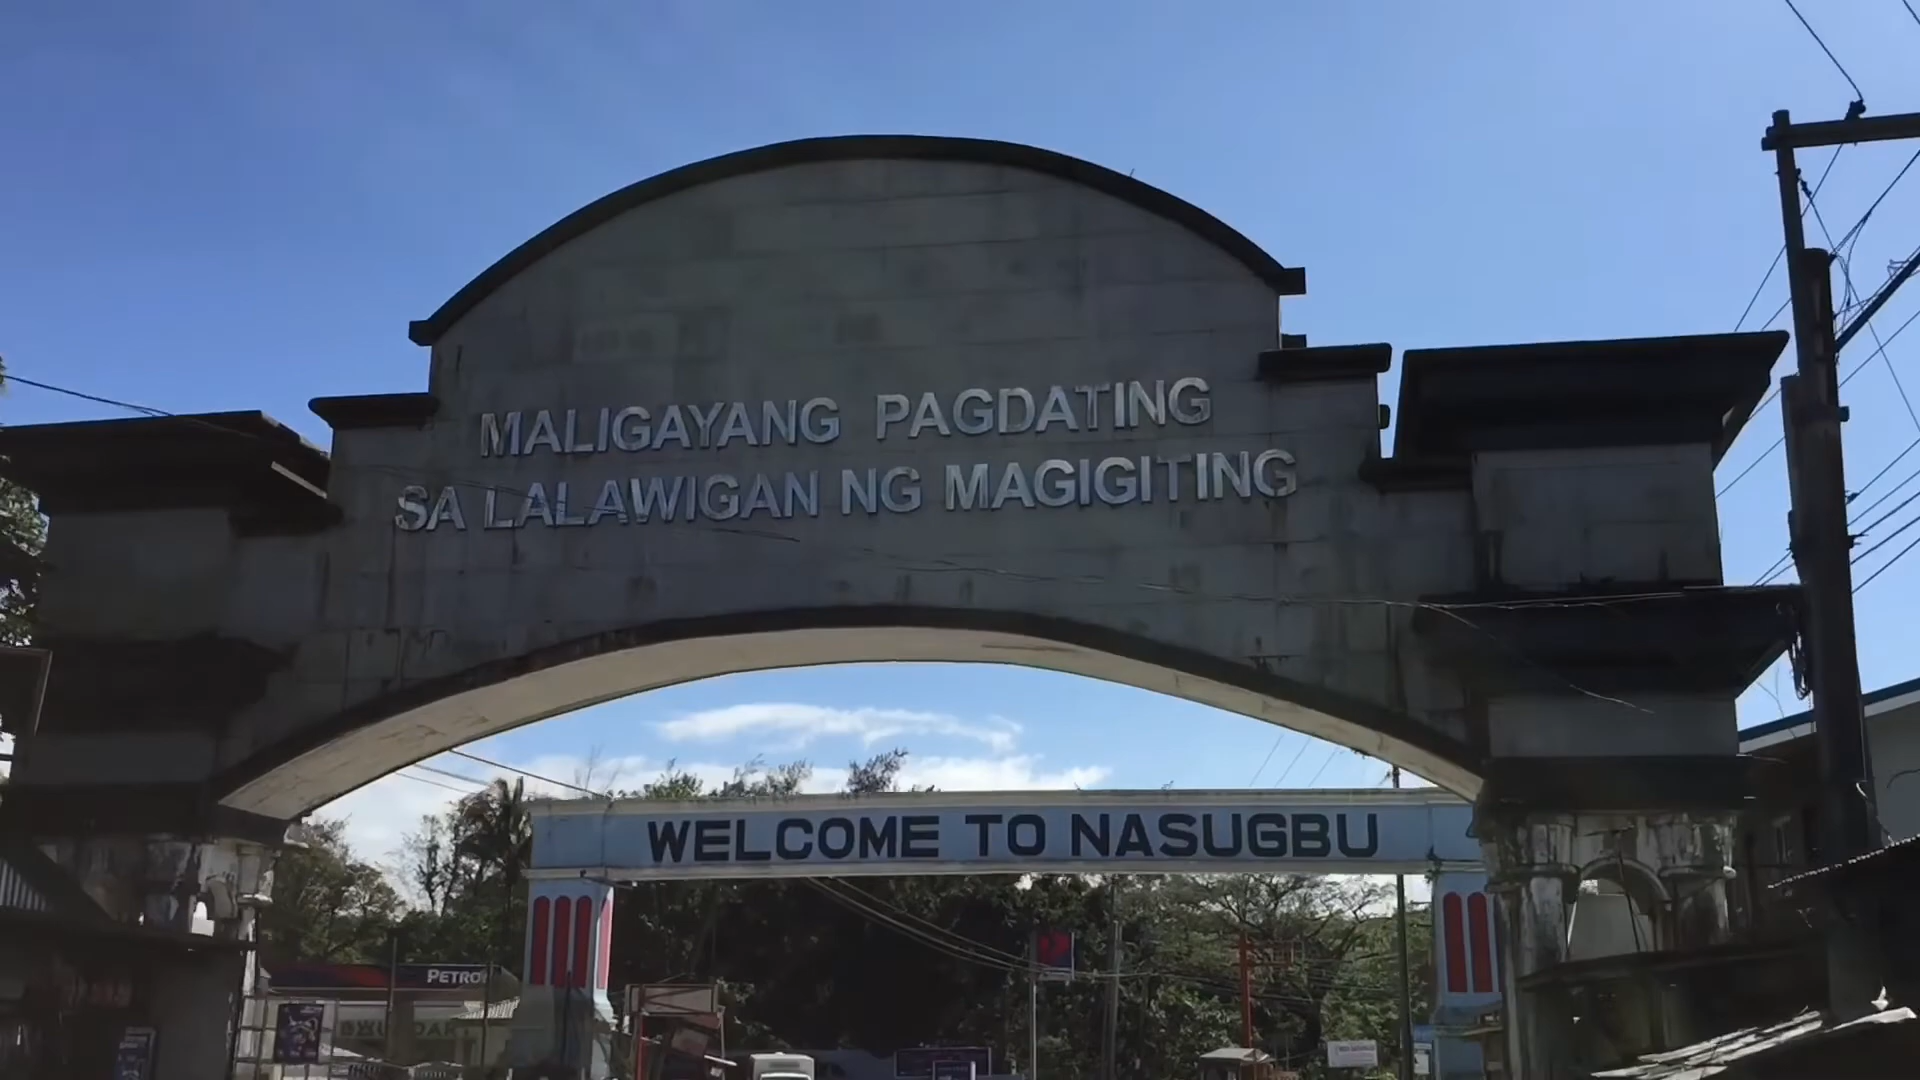 MALIGAYANG PAGDATING
SA LALAWIGAN NG MAGIGITING
WELCOME TO NASUGBU
PETRO